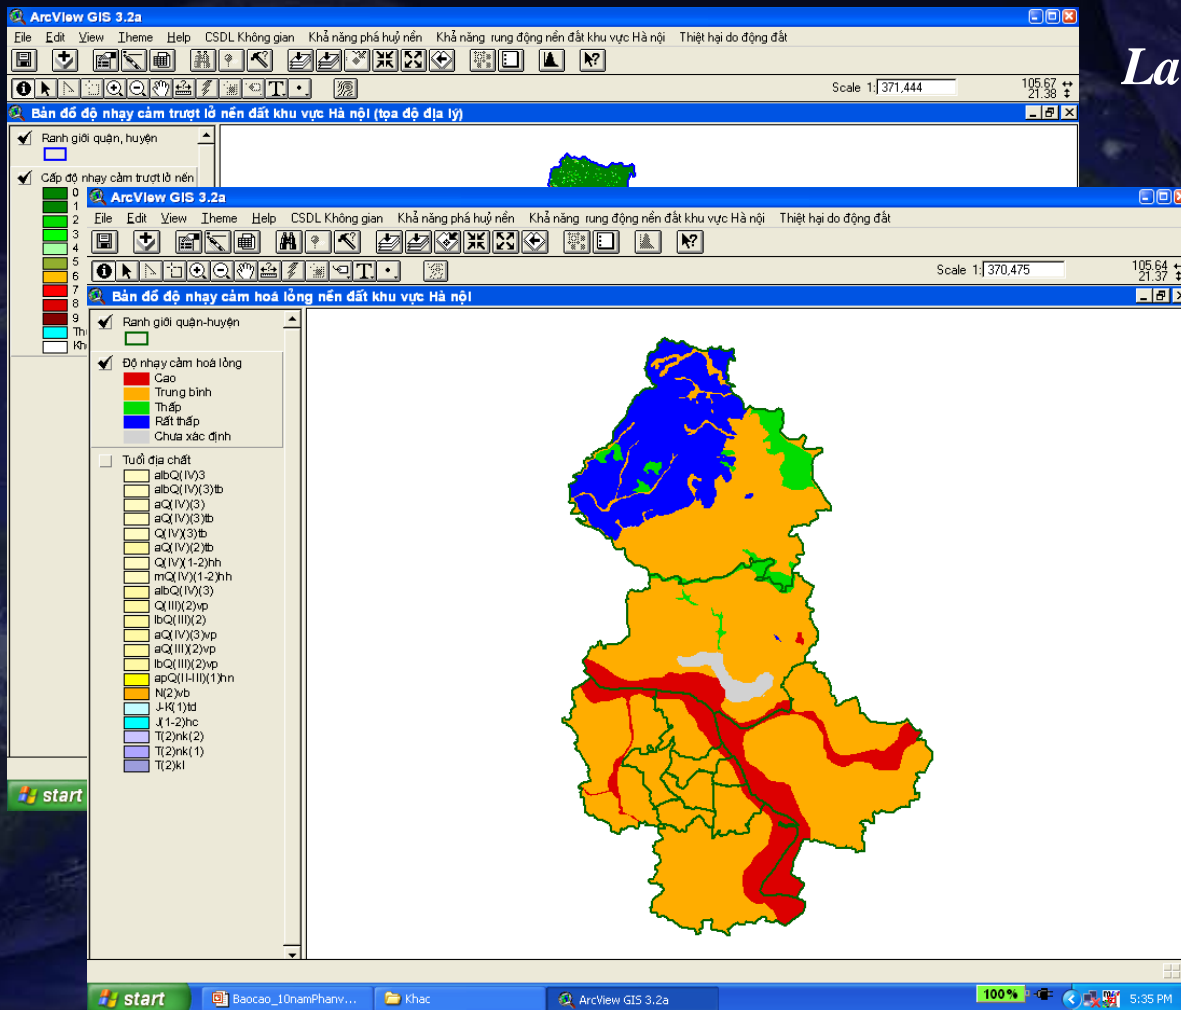 ArcView GIS 3.2a
File Edit View Theme Help CSDL Không gian Khả năng phá huỷ nền Khả năng rung động nền đất khu vực Hà nội Thiệt hại do động đất
Scale 1: 371,444
105.67
21.38
La
Bản đồ độ nhạy cảm trượt lở nền đất khu vực Hà nội (tọa độ địa lý)
Ranh giới quận, huyện
Cấp độ nhạy cảm trượt lở nền
0
1
2
3
4
5
6
7
8
9
ArcView GIS 3.2a
File Edit View Theme Help CSDL Không gian Khả năng phá huỷ nền Khả năng rung động nền đất khu vực Hà nội Thiệt hại do động đất
Scale 1: 370,475
105.64
21.37
Bản đồ độ nhạy cảm hoá lỏng nền đất khu vực Hà nội
Ranh giới quận-huyện
Độ nhạy cảm hoá lỏng
Cao
Trung bình
Thấp
Rất thấp
Chưa xác định
Tuổi địa chất
albQ(IV)3
albQ(IV)(3)tb
aQ(IV)(3)
aQ(IV)(3)tb
Q(IV)(3)tb
aQ(IV)(2)tb
Q(IV)(1-2)hh
mQ(IV)(1-2)hh
albQ(IV)(3)
Q(III)(2)vp
lbQ(III)(2)
aQ(IV)(3)vp
aQ(III)(2)vp
lbQ(III)(2)vp
apQ(II-III)(1)hn
N(2)vb
J-K(1)td
J(1-2)hc
T(2)nk(2)
T(2)nk(1)
T(2)kl
start
start
Baocao_10namPhanv...
Khac
ArcView GIS 3.2a
100%
5:35 PM